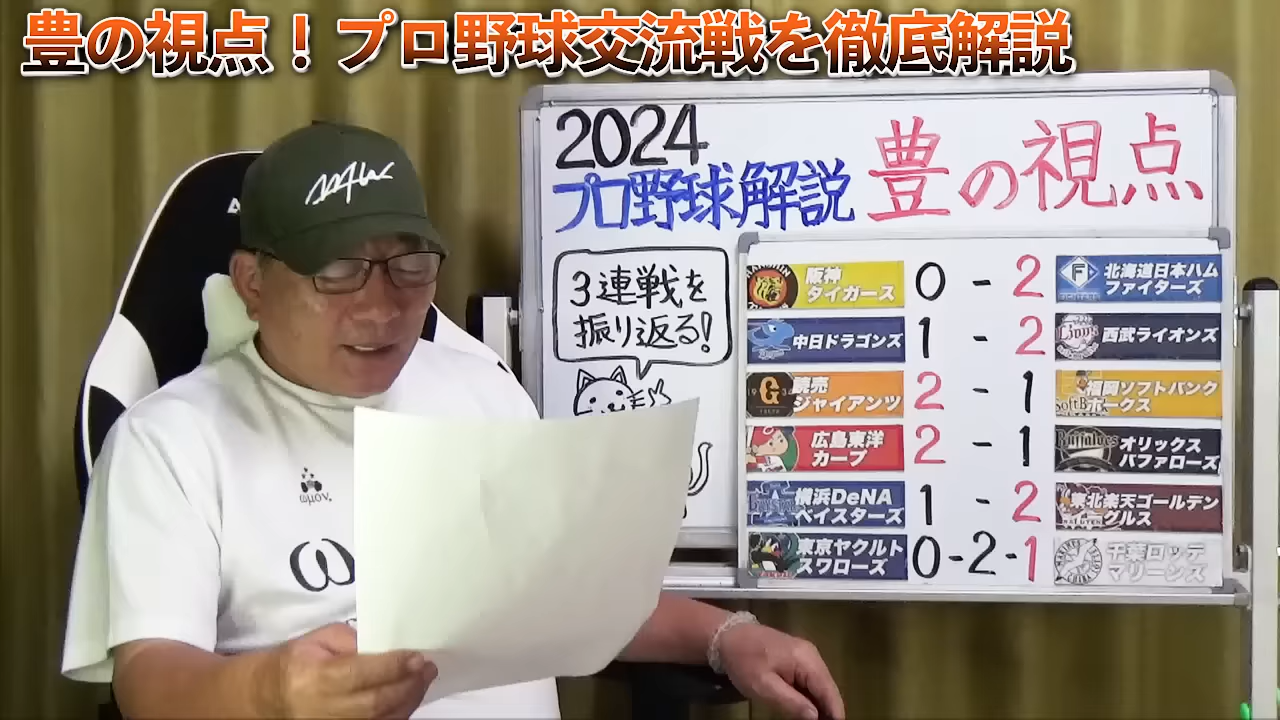 豊の視点！プロ野球交流戦を徹底解説
2024
プロ野球解説 豊の視点
3連戦を
振り返る!
阪神
タイガース
0 - 2
北海道日本ハム
ファイターズ
中日ドラゴンズ
1 - 2
西武ライオンズ
読売
ジャイアンツ
2 - 1
福岡ソフトバンク
ホークス
広島東洋
カープ
2 - 1
オリックス
バファローズ
横浜DeNA
ベイスターズ
1 - 2
東北楽天ゴールデン
グルス
東京ヤクルト
スワローズ
0-2-1
千葉ロッテ
マリーンズ
ωμον.
ω